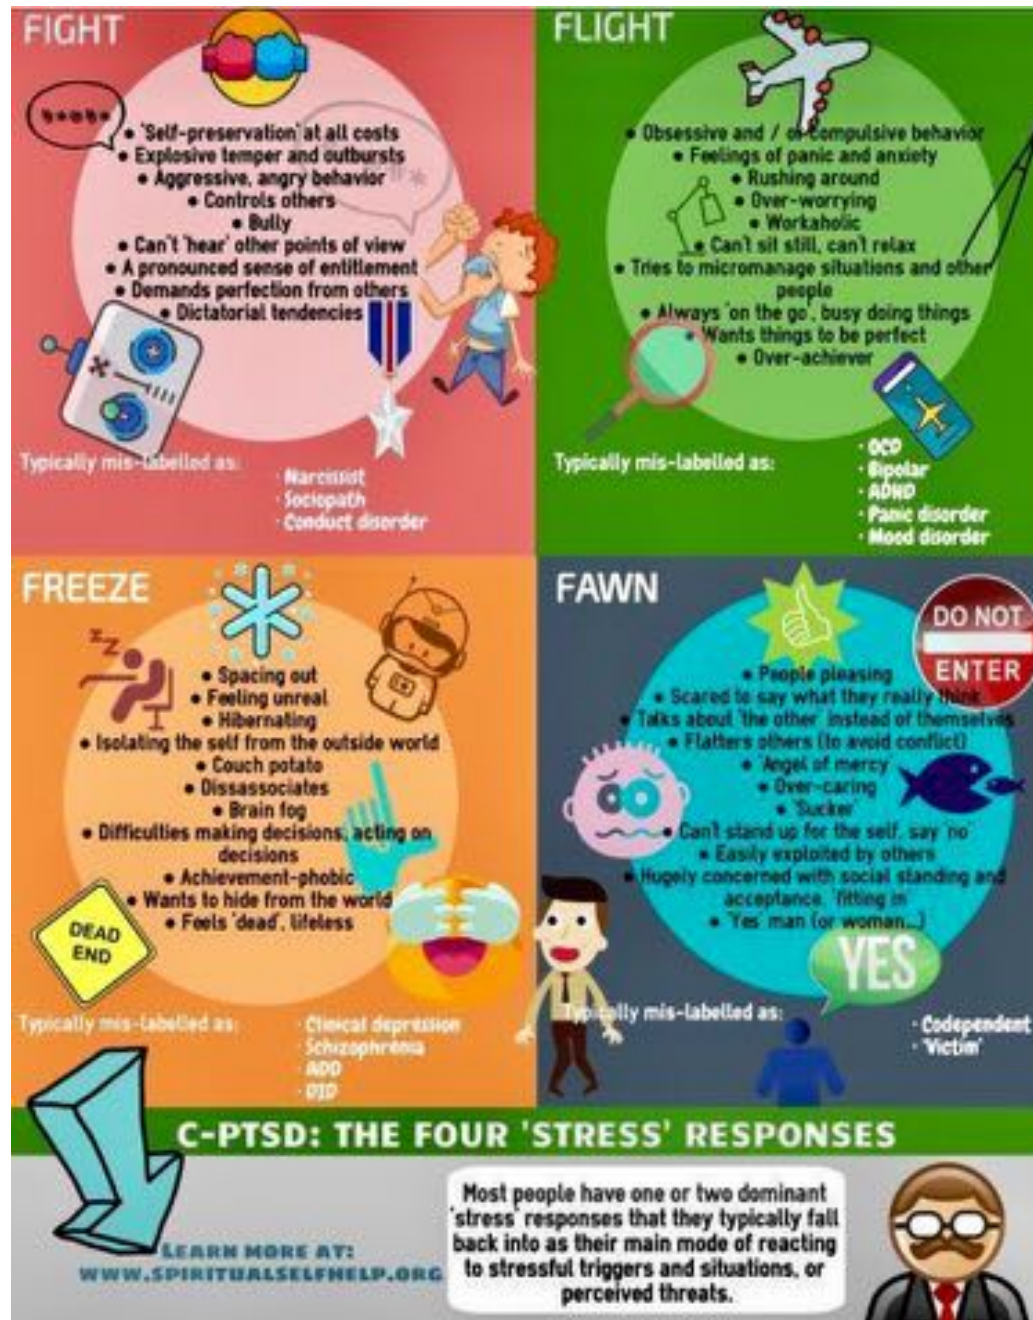 FIGHT
• 'Self-preservation' at all costs
• Explosive temper and outbursts
• Aggressive, angry behavior
• Controls others
• Bully
• Can't 'hear' other points of view
• A pronounced sense of entitlement
• Demands perfection from others
• Dictatorial tendencies
Typically mis-labelled as:
· Narcissist
· Sociopath
· Conduct disorder
FLIGHT
• Obsessive and / or compulsive behavior
• Feelings of panic and anxiety
• Rushing around
• Over-worrying
• Workaholic
• Can't sit still, can't relax
• Tries to micromanage situations and other
people
• Always 'on the go', busy doing things
• Wants things to be perfect
• Over-achiever
Typically mis-labelled as:
· OCD
· Bipolar
· ADHD
· Panic disorder
· Mood disorder
FREEZE
zz
• Spacing out
• Feeling unreal
• Hibernating
• Isolating the self from the outside world
• Couch potato
• Dissassociates
• Brain fog
• Difficulties making decisions, acting on
decisions
• Achievement-phobic
• Wants to hide from the world
• Feels 'dead', lifeless
DEAD
END
Typically mis-labelled as:
· Clinical depression
· Schizophrenia
· ADD
· DID
FAWN
DO NOT
ENTER
• People pleasing
• Scared to say what they really think
• Talks about 'the other' instead of themselves
• Flatters others (to avoid conflict)
• 'Angel of mercy'
• Over-caring
• 'Sucker'
• Can't stand up for the self, say 'no'
• Easily exploited by others
• Hugely concerned with social standing and
acceptance, 'fitting in'
• 'Yes' man (or woman...)
YES
Typically mis-labelled as:
· Codependent
· 'Victim'
C-PTSD: THE FOUR 'STRESS' RESPONSES
LEARN MORE AT:
WWW.SPIRITUALSELFHELP.ORG
Most people have one or two dominant
'stress' responses that they typically fall
back into as their main mode of reacting
to stressful triggers and situations, or
perceived threats.